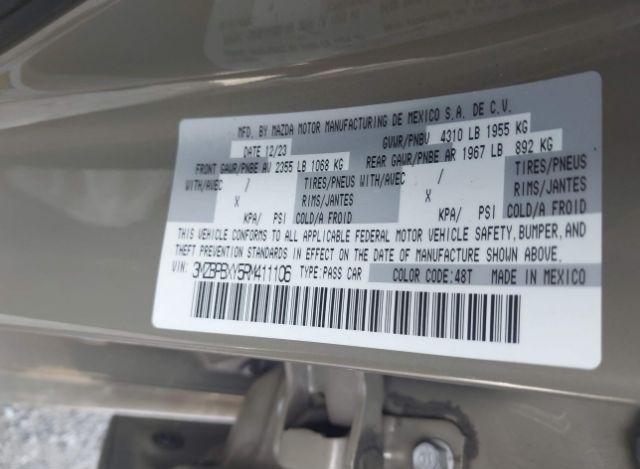 MFD. BY MAZDA MOTOR MANUFACTURING DE MEXICO S.A. DE C.V.
DATE 12/23 GVWR/PNBV 4310 LB 1955 KG
FRONT GAWR/PNBE AV 2355 LB 1068 KG REAR GAWR/PNBE AR 1967 LB 892 KG
WITH/AVEC / TIRES/PNEUS WITH/AVEC / TIRES/PNEUS
X RIMS/JANTES X RIMS/JANTES
KPA/ PSI COLD/A FROID KPA/ PSI COLD/A FROID
THIS VEHICLE CONFORMS TO ALL APPLICABLE FEDERAL MOTOR VEHICLE SAFETY, BUMPER, AND
THEFT PREVENTION STANDARDS IN EFFECT ON THE DATE OF MANUFACTURE SHOWN ABOVE.
VIN: 3MZBPBXY5RM411106 TYPE:PASS CAR COLOR CODE:48T MADE IN MEXICO